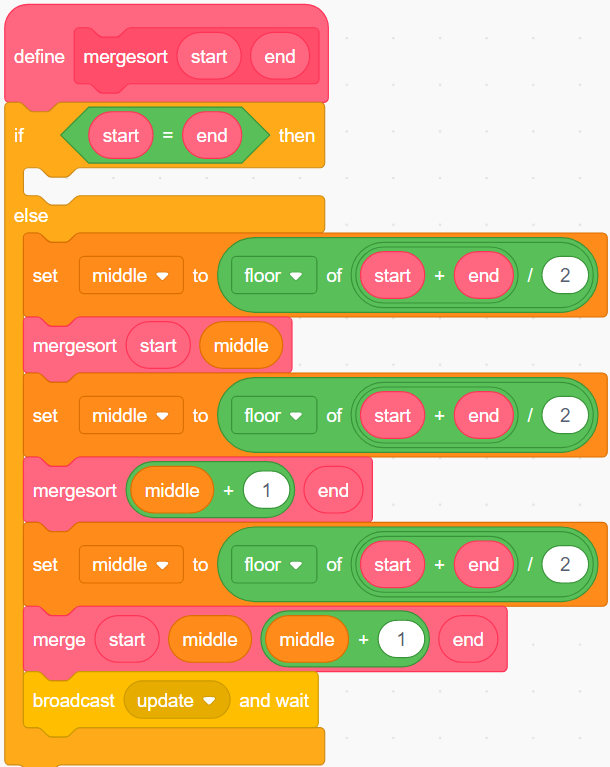 define mergesort start end
if start = end then
else
set middle to floor of start + end / 2
mergesort start middle
set middle to floor of start + end / 2
mergesort middle + 1 end
set middle to floor of start + end / 2
merge start middle middle + 1 end
broadcast update and wait